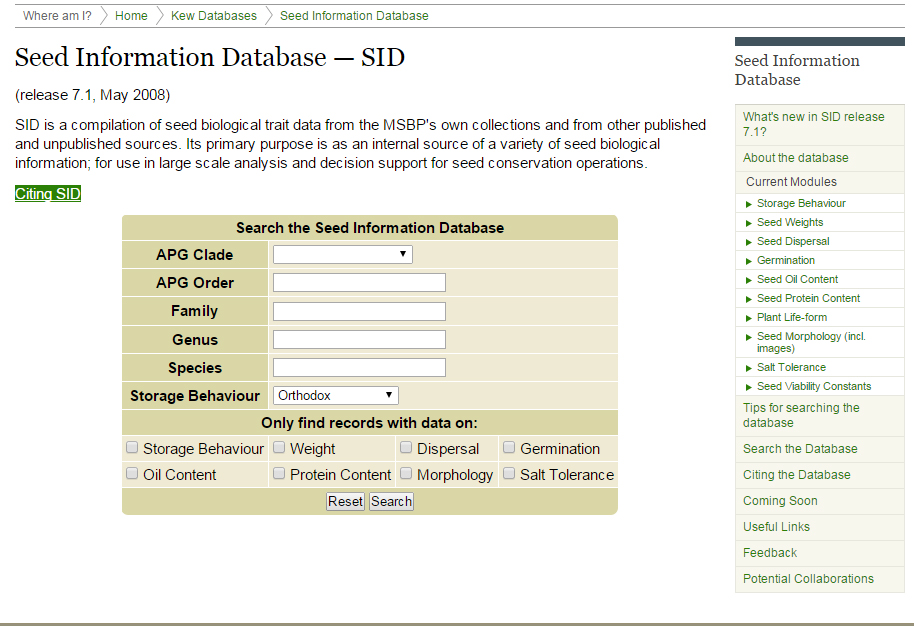 Where am I? Home Kew Databases Seed Information Database
Seed Information Database — SID
(release 7.1, May 2008)
SID is a compilation of seed biological trait data from the MSBP's own collections and from other published
and unpublished sources. Its primary purpose is as an internal source of a variety of seed biological
information; for use in large scale analysis and decision support for seed conservation operations.
Citing SID
Search the Seed Information Database
APG Clade
APG Order
Family
Genus
Species
Storage Behaviour Orthodox
Only find records with data on:
Storage Behaviour Weight Dispersal Germination
Oil Content Protein Content Morphology Salt Tolerance
Reset Search
Seed Information
Database
What's new in SID release
7.1?
About the database
Current Modules
Storage Behaviour
Seed Weights
Seed Dispersal
Germination
Seed Oil Content
Seed Protein Content
Plant Life-form
Seed Morphology (incl.
images)
Salt Tolerance
Seed Viability Constants
Tips for searching the
database
Search the Database
Citing the Database
Coming Soon
Useful Links
Feedback
Potential Collaborations